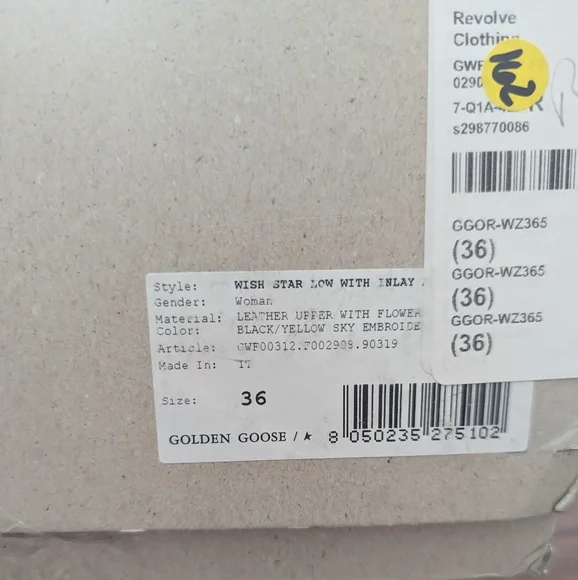 Revolve
Clothing
GWF
0290
7-Q1A-4 R
s298770086
GGOR-WZ365
(36)
GGOR-WZ365
(36)
GGOR-WZ365
(36)
Style: WISH STAR LOW WITH INLAY
Gender: Woman
Material: LEATHER UPPER WITH FLOWER
Color: BLACK/YELLOW SKY EMBROIDE
Article: GWF00312.F002908.90319
Made In: IT
Size: 36
GOLDEN GOOSE / ★ 8 050235 275102